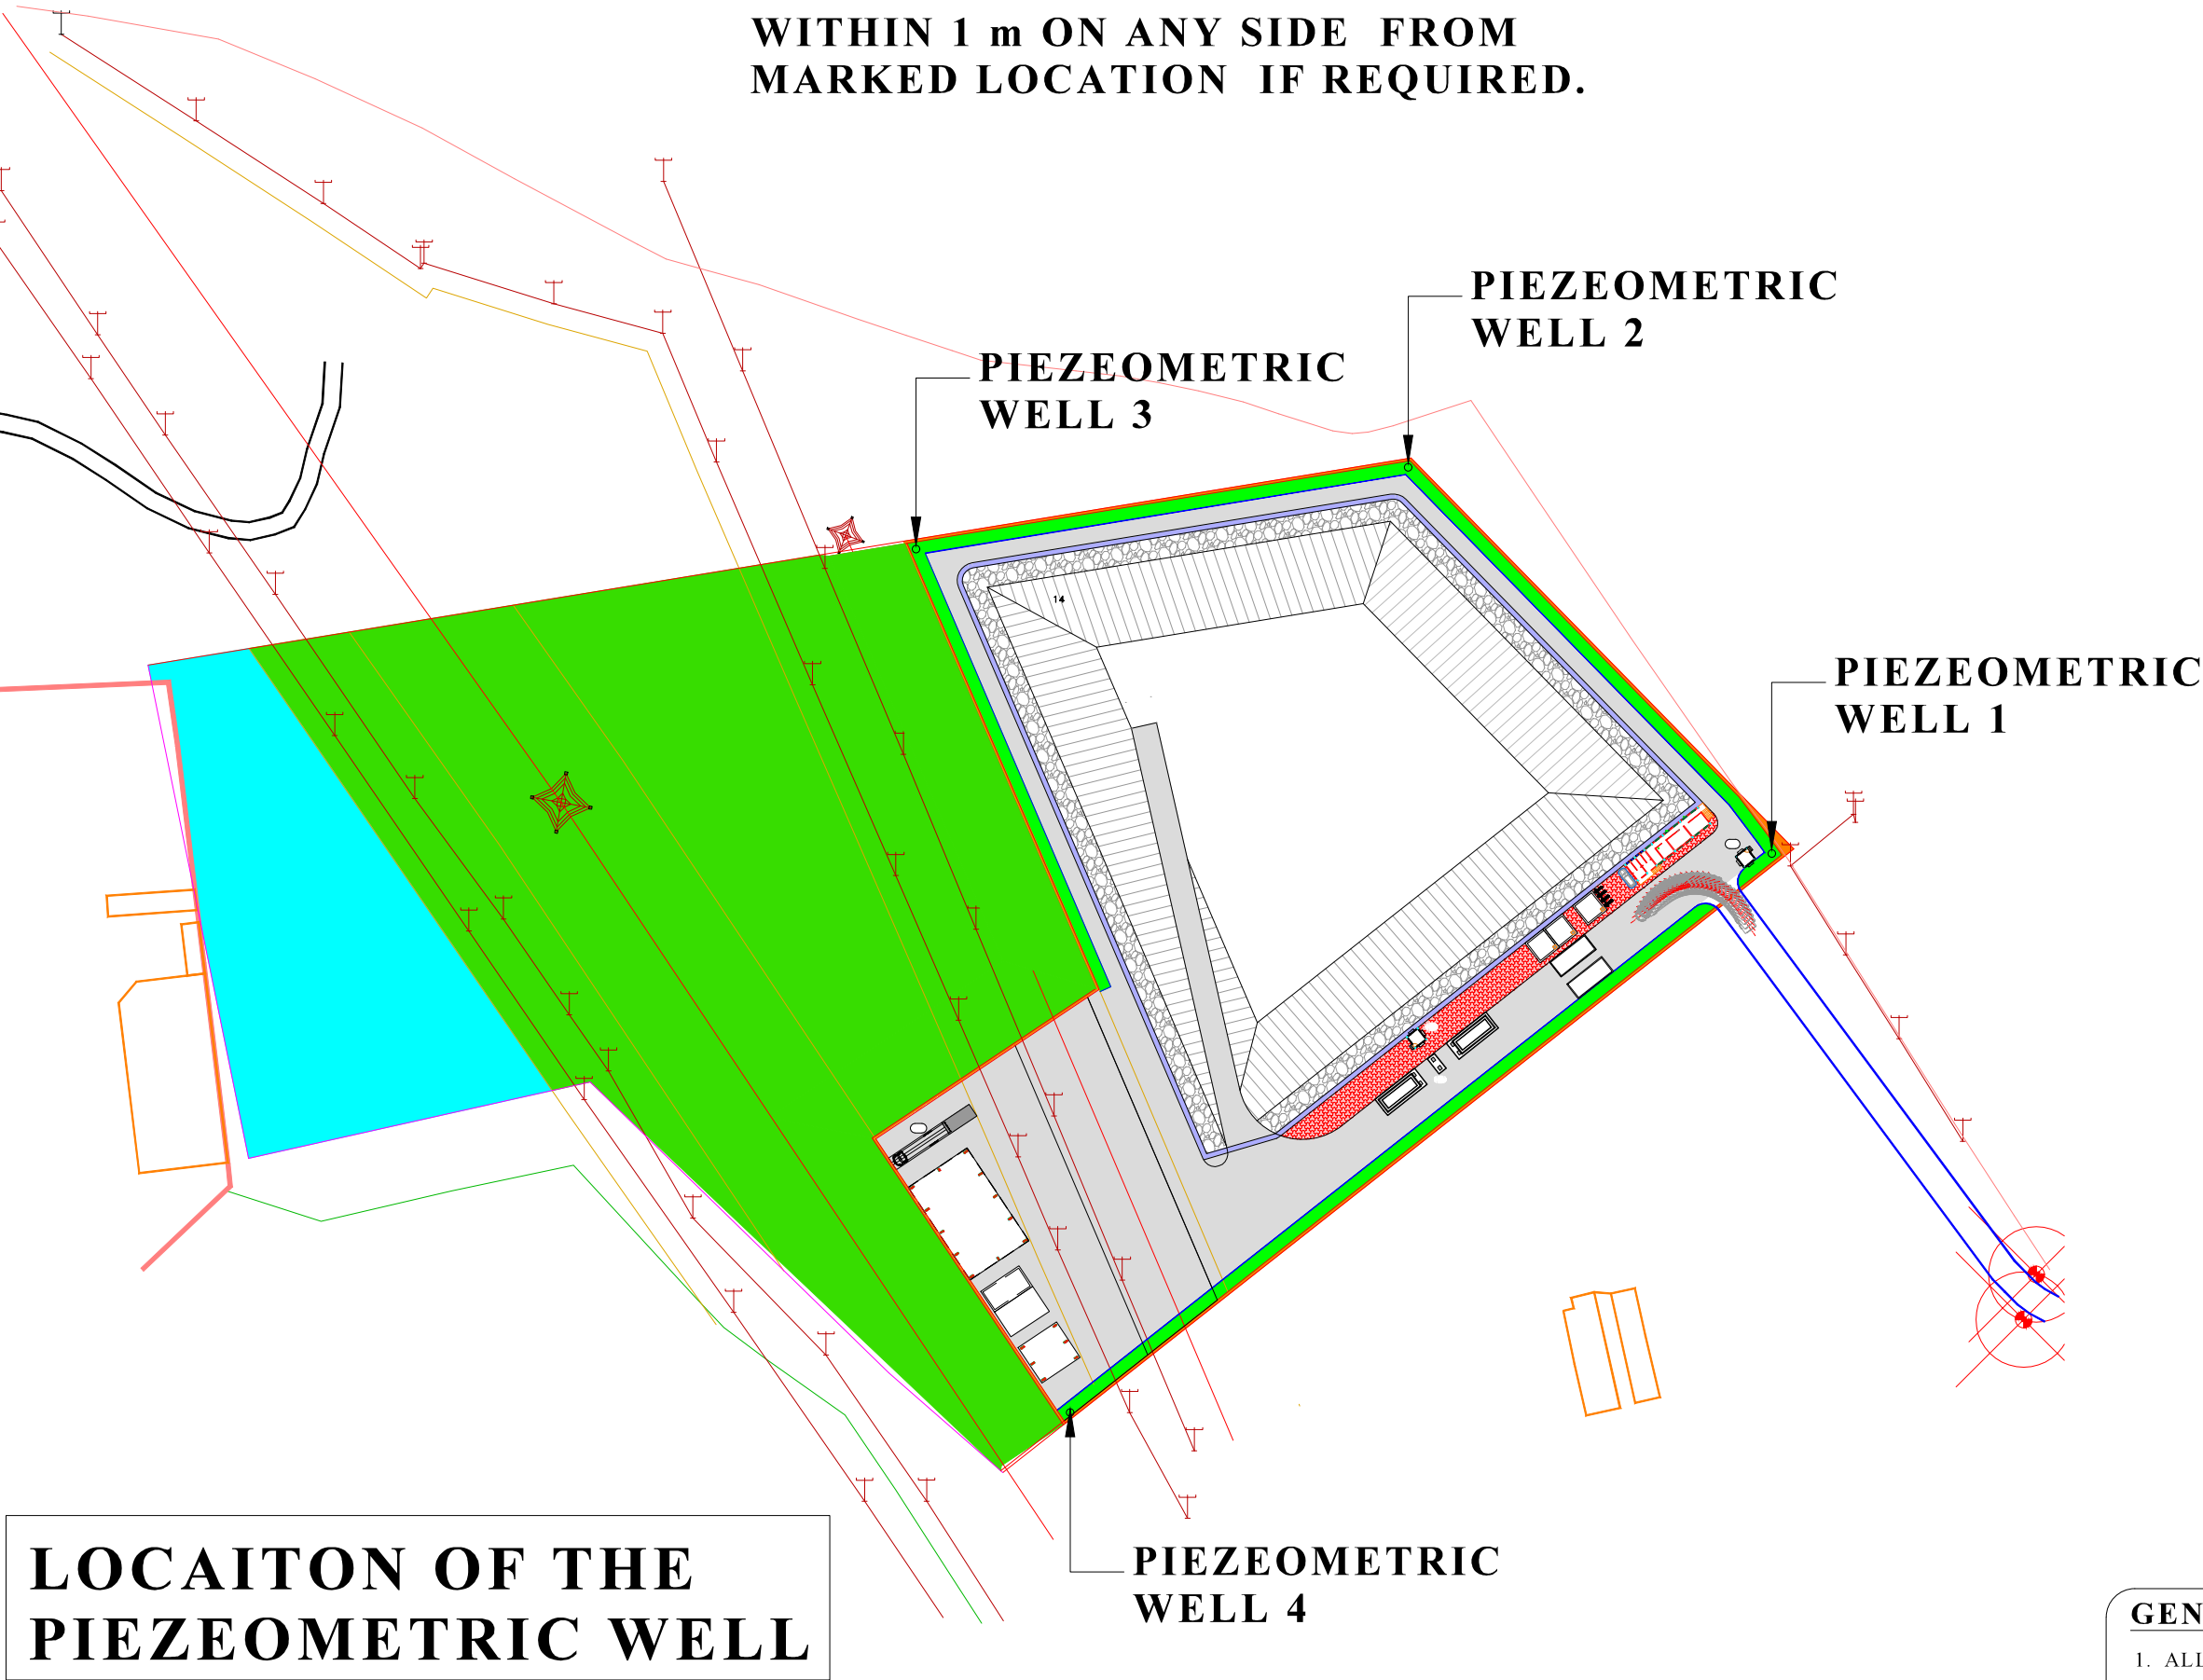 WITHIN 1 m ON ANY SIDE FROM
MARKED LOCATION IF REQUIRED.
PIEZEOMETRIC
WELL 2
PIEZEOMETRIC
WELL 3
14
PIEZEOMETRIC
WELL 1
PIEZEOMETRIC
WELL 4
LOCAITON OF THE
PIEZEOMETRIC WELL
GEN
1. ALL